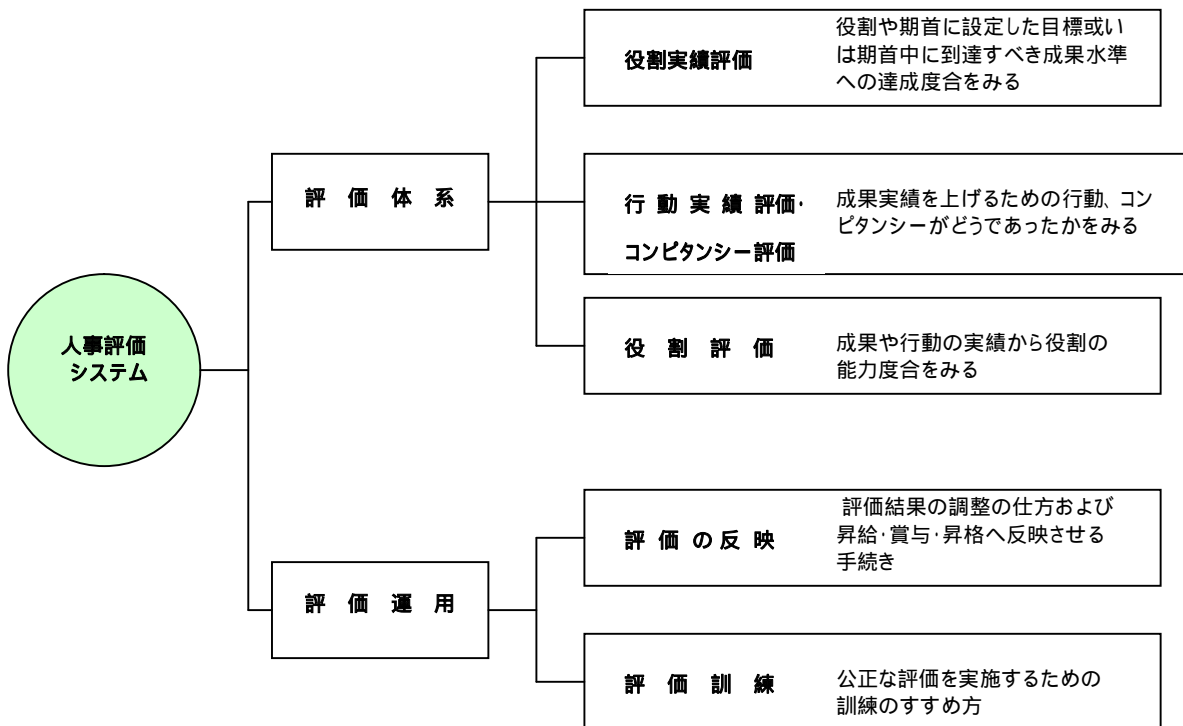 人事評価
システム
評価体系
役割実績評価
役割や期首に設定した目標或い
は期首中に到達すべき成果水準
への達成度合をみる
行動実績評価・
コンピタンシー評価
成果実績を上げるための行動、コン
ピタンシーがどうであったかをみる
役割評価
成果や行動の実績から役割の
能力度合をみる
評価運用
評価の反映
評価結果の調整の仕方および
昇給・賞与・昇格へ反映させる
手続き
評価訓練
公正な評価を実施するための
訓練のすすめ方